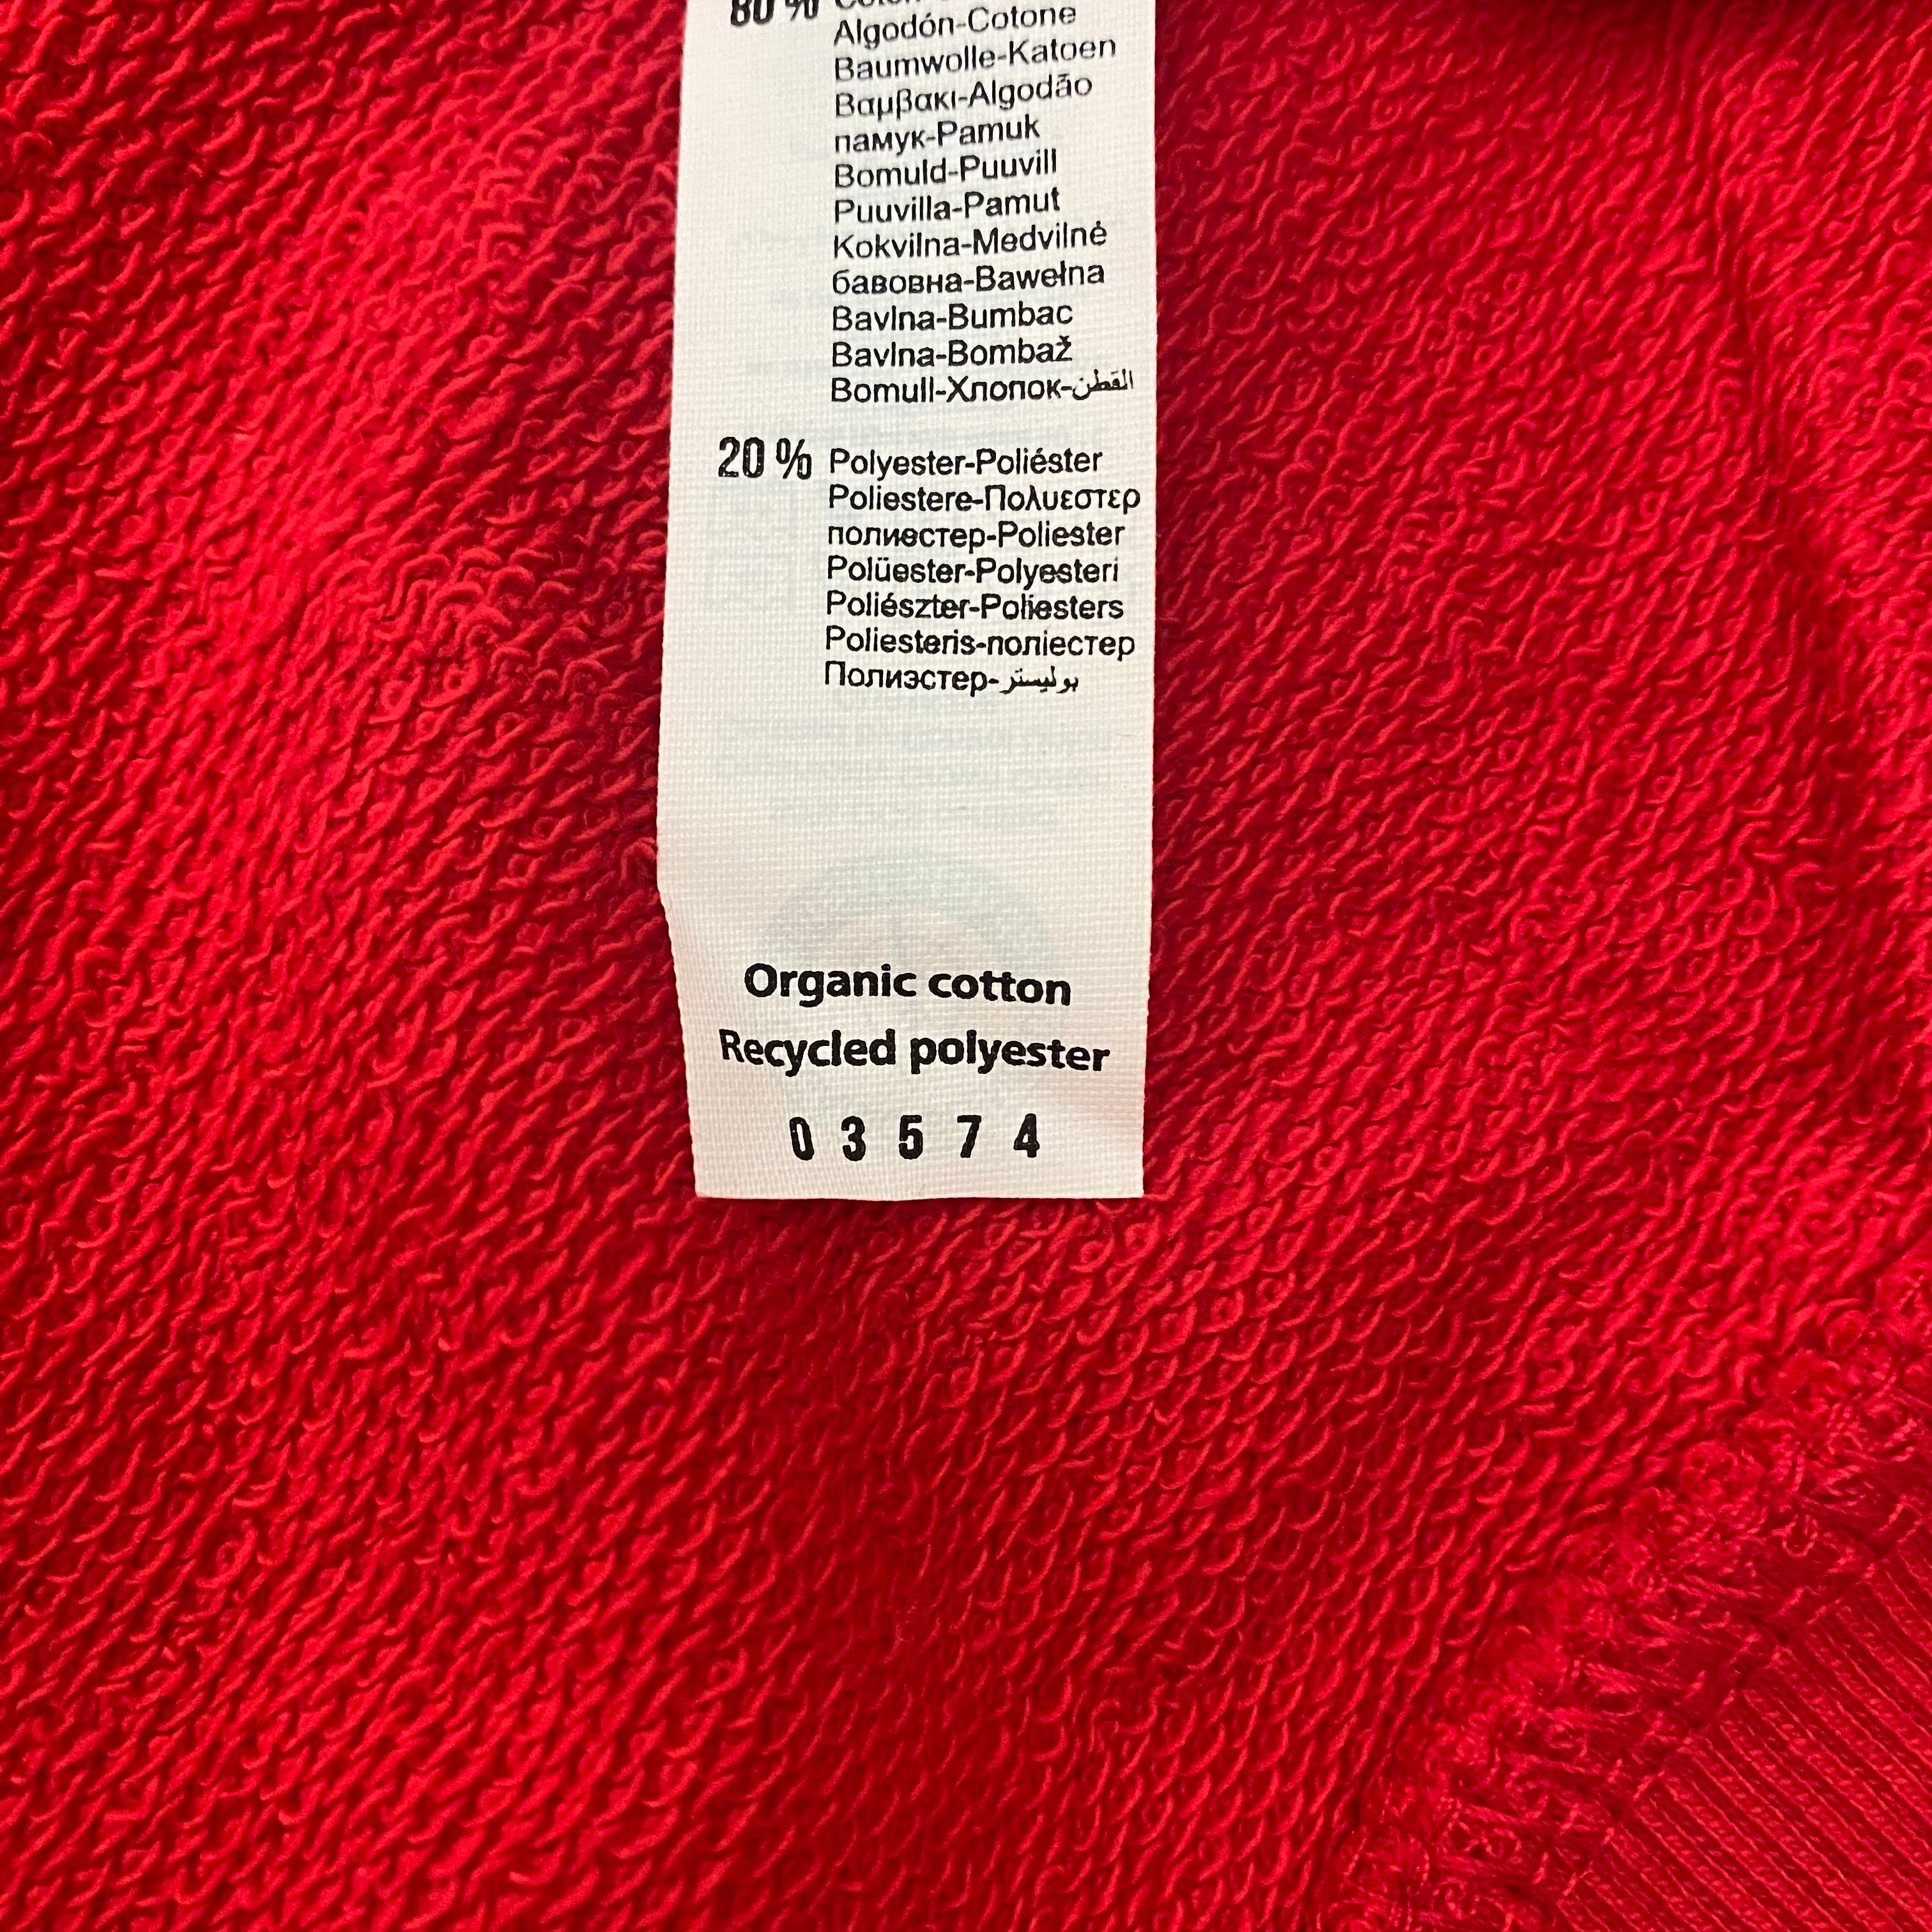 80 %
Algodón-Cotone
Baumwolle-Katoen
Βαμβακι-Algodão
памук-Pamuk
Bomuld-Puuvill
Puuvilla-Pamut
Kokvilna-Medvilnė
бавовна-Bawełna
Bavlna-Bumbac
Bavlna-Bombaž
Bomull-Хлопок-القطن
20 % Polyester-Poliéster
Poliestere-Πολυεστερ
полиестер-Poliester
Polüester-Polyesteri
Poliészter-Poliesters
Poliesteris-поліестер
Полиэстер-بوليستر
Organic cotton
Recycled polyester
0 3 5 7 4